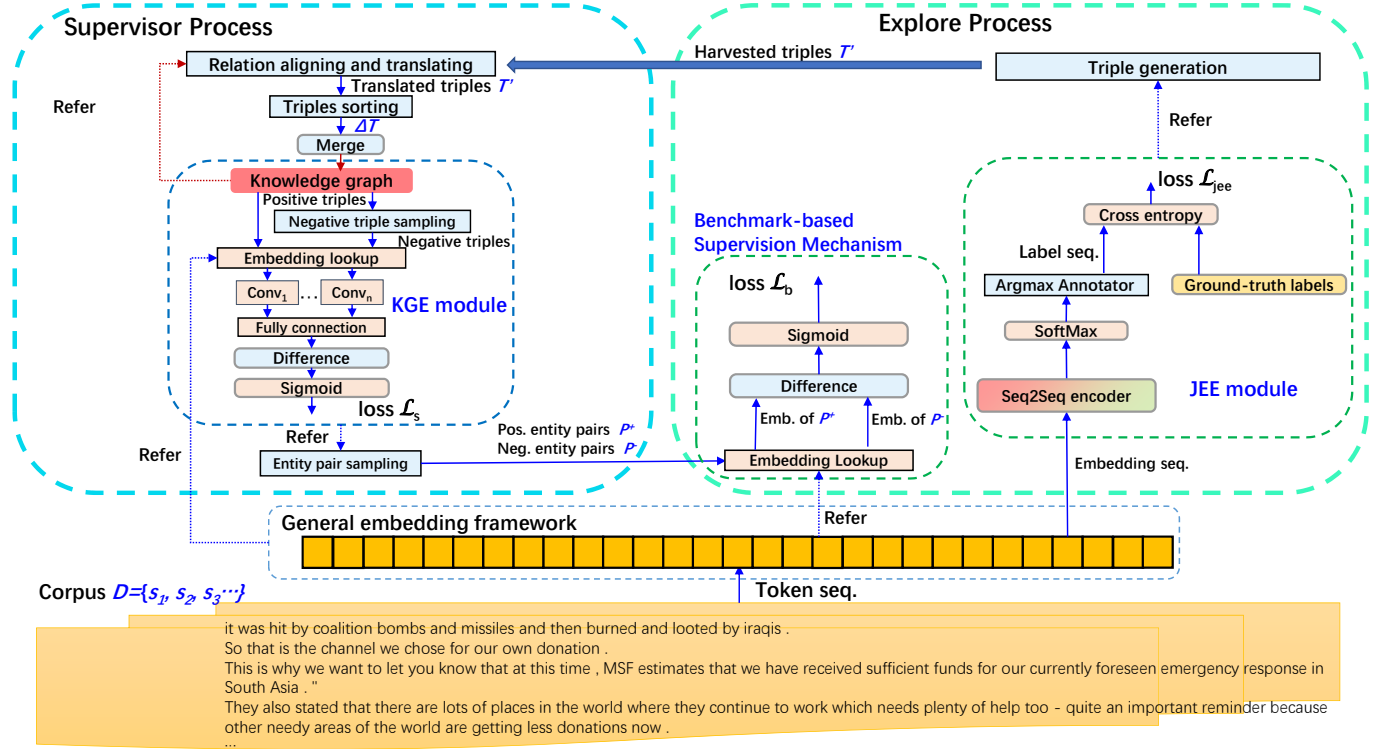 Supervisor Process
Explore Process
Harvested triples T'
Relation aligning and translating
Triple generation
Translated triples T'
Refer
Triples sorting
ΔT
Merge
Refer
Knowledge graph
Positive triples
Negative triple sampling
Negative triples
Embedding lookup
Conv1 ... Convn
KGE module
Fully connection
Difference
Sigmoid
loss ℒs
Refer
Refer
Entity pair sampling
Pos. entity pairs P+
Neg. entity pairs P-
Benchmark-based
Supervision Mechanism
loss ℒb
Sigmoid
Difference
Emb. of P+
Emb. of P-
Embedding Lookup
Refer
loss ℒjee
Cross entropy
Label seq.
Argmax Annotator
Ground-truth labels
SoftMax
Seq2Seq encoder
JEE module
Embedding seq.
General embedding framework
Corpus D={s1, s2, s3···}
Token seq.
it was hit by coalition bombs and missiles and then burned and looted by iraqis .
So that is the channel we chose for our own donation .
This is why we want to let you know that at this time , MSF estimates that we have received sufficient funds for our currently foreseen emergency response in
South Asia . "
They also stated that there are lots of places in the world where they continue to work which needs plenty of help too - quite an important reminder because
other needy areas of the world are getting less donations now .
...